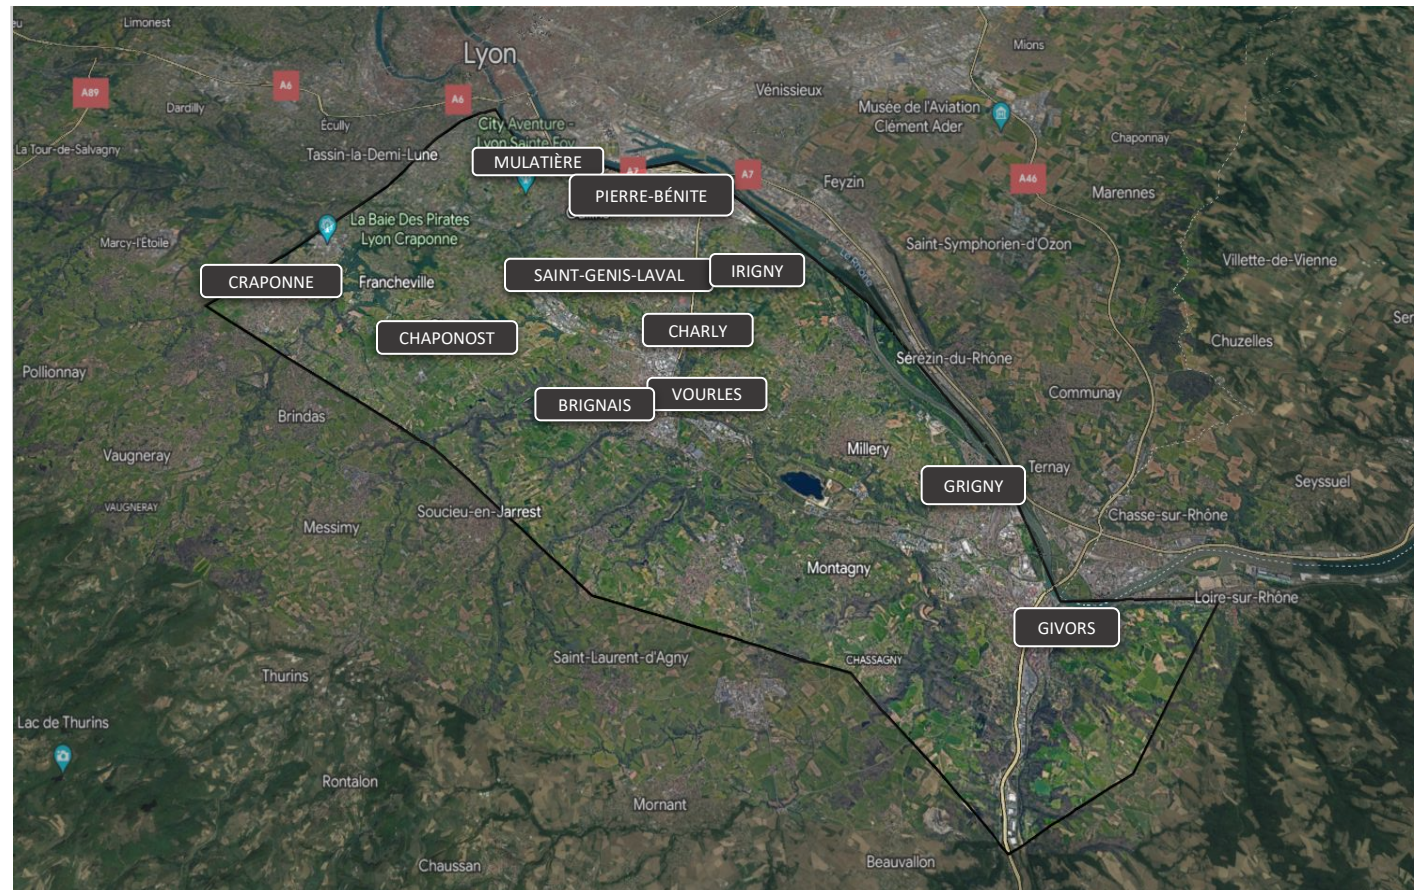 Limonest
Lyon
Mions
A89
A6
A6
Vénissieux
Dardilly
Musée de l'Aviation
Clément Ader
Écully
City Aventure -
Lyon Sainte Foy
Chaponnay
La Tour-de-Salvagny
Tassin-la-Demi-Lune
MULATIÈRE
A7
A7
A46
Feyzin
Marennes
PIERRE-BÉNITE
La Baie Des Pirates
Lyon Craponne
Marcy-l'Étoile
Saint-Symphorien-d'Ozon
Villette-de-Vienne
CRAPONNE
Francheville
SAINT-GENIS-LAVAL
IRIGNY
CHAPONOST
CHARLY
Chuzelles
Sérézin-du-Rhône
Pollionnay
BRIGNAIS
VOURLES
Communay
Brindas
Vaugneray
Millery
Ternay
GRIGNY
Seyssuel
VAUGNERAY
Messimy
Soucieu-en-Jarrest
Chasse-sur-Rhône
Montagny
Loire-sur-Rhône
GIVORS
Saint-Laurent-d'Agny
CHASSAGNY
Thurins
Lac de Thurins
Rontalon
Mornant
Chaussan
Beauvallon